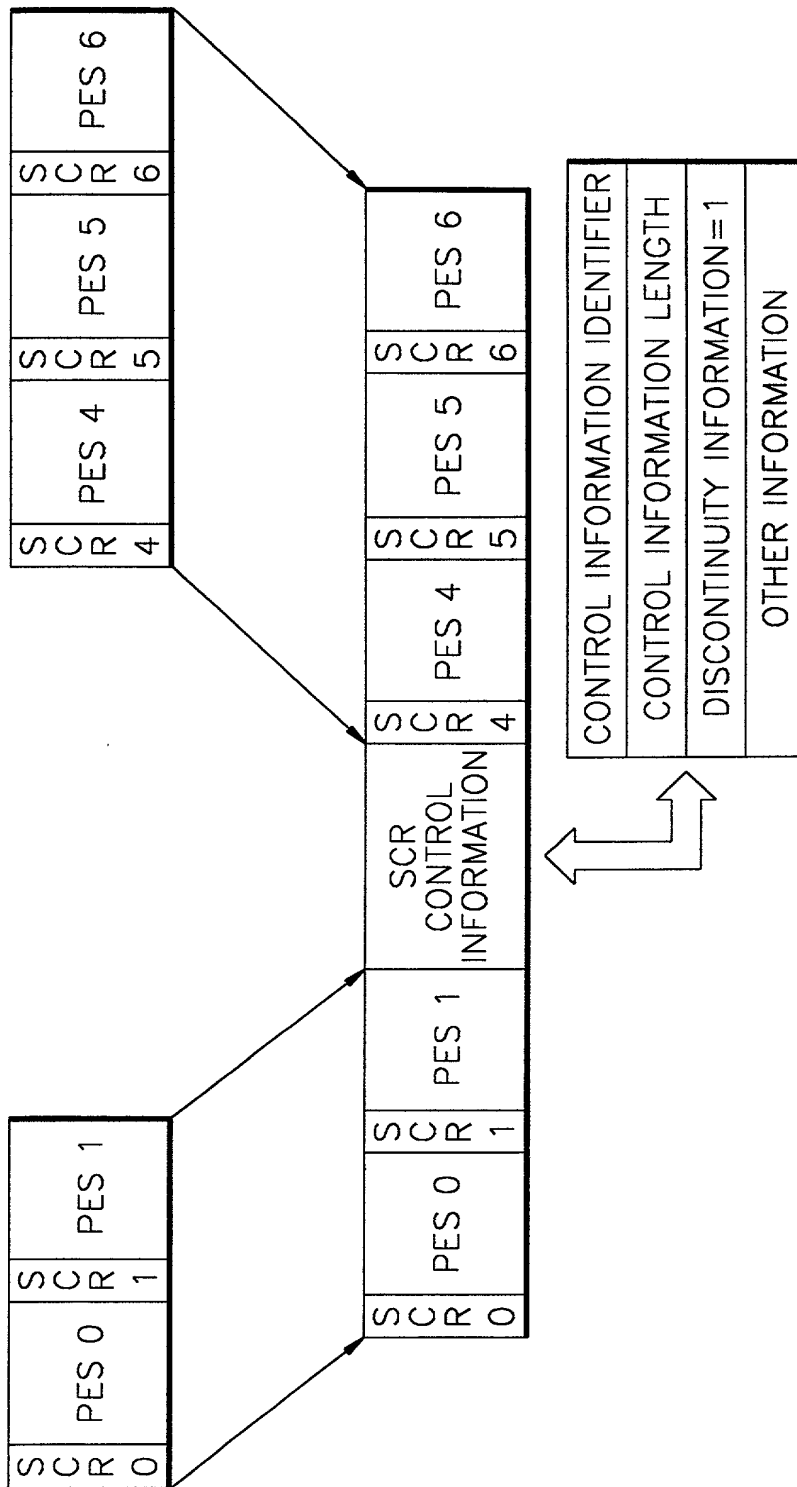 SCR 0
PES 0
SCR 1
PES 1
SCR 4
PES 4
SCR 5
PES 5
SCR 6
PES 6
SCR 0
PES 0
SCR 1
PES 1
SCR
CONTROL
INFORMATION
SCR 4
PES 4
SCR 5
PES 5
SCR 6
PES 6
CONTROL INFORMATION IDENTIFIER
CONTROL INFORMATION LENGTH
DISCONTINUITY INFORMATION=1
OTHER INFORMATION